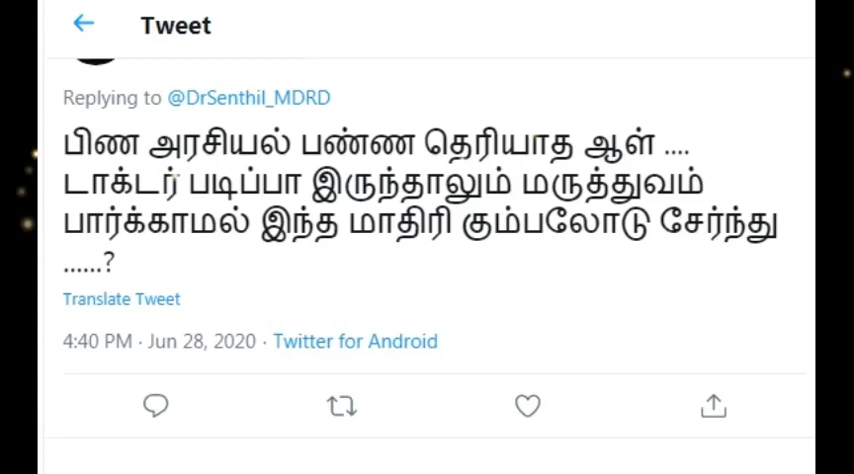 Tweet
Replying to @DrSenthil_MDRD
பிண அரசியல் பண்ண தெரியாத ஆள் ....
டாக்டர் படிப்பா இருந்தாலும் மருத்துவம்
பார்க்காமல் இந்த மாதிரி கும்பலோடு சேர்ந்து
......?
Translate Tweet
4:40 PM · Jun 28, 2020 · Twitter for Android